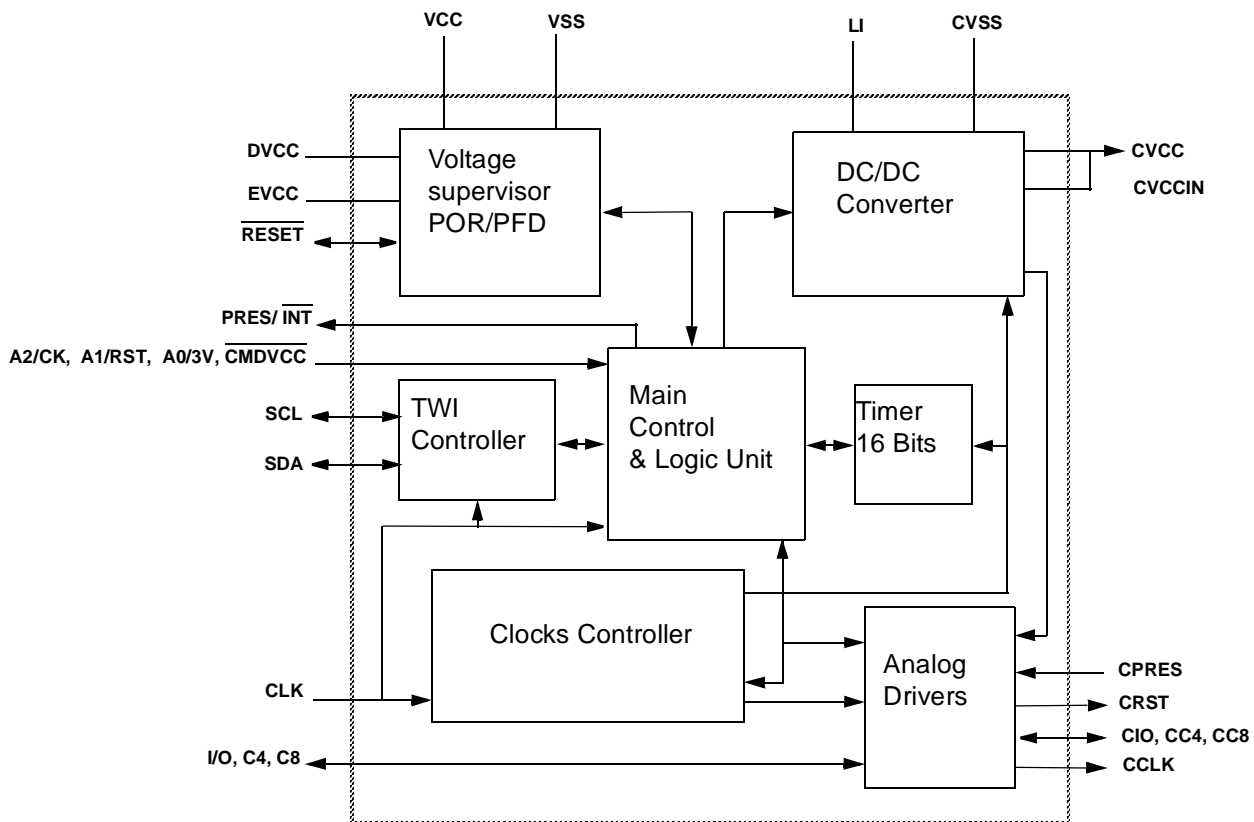 VCC
VSS
LI
CVSS
DVCC
EVCC
RESET
Voltage
supervisor
POR/PFD
DC/DC
Converter
CVCC
CVCCIN
PRES/ INT
A2/CK, A1/RST, A0/3V, CMDVCC
SCL
SDA
TWI
Controller
Main
Control
& Logic Unit
Timer
16 Bits
Clocks Controller
Analog
Drivers
CLK
I/O, C4, C8
CPRES
CRST
CIO, CC4, CC8
CCLK